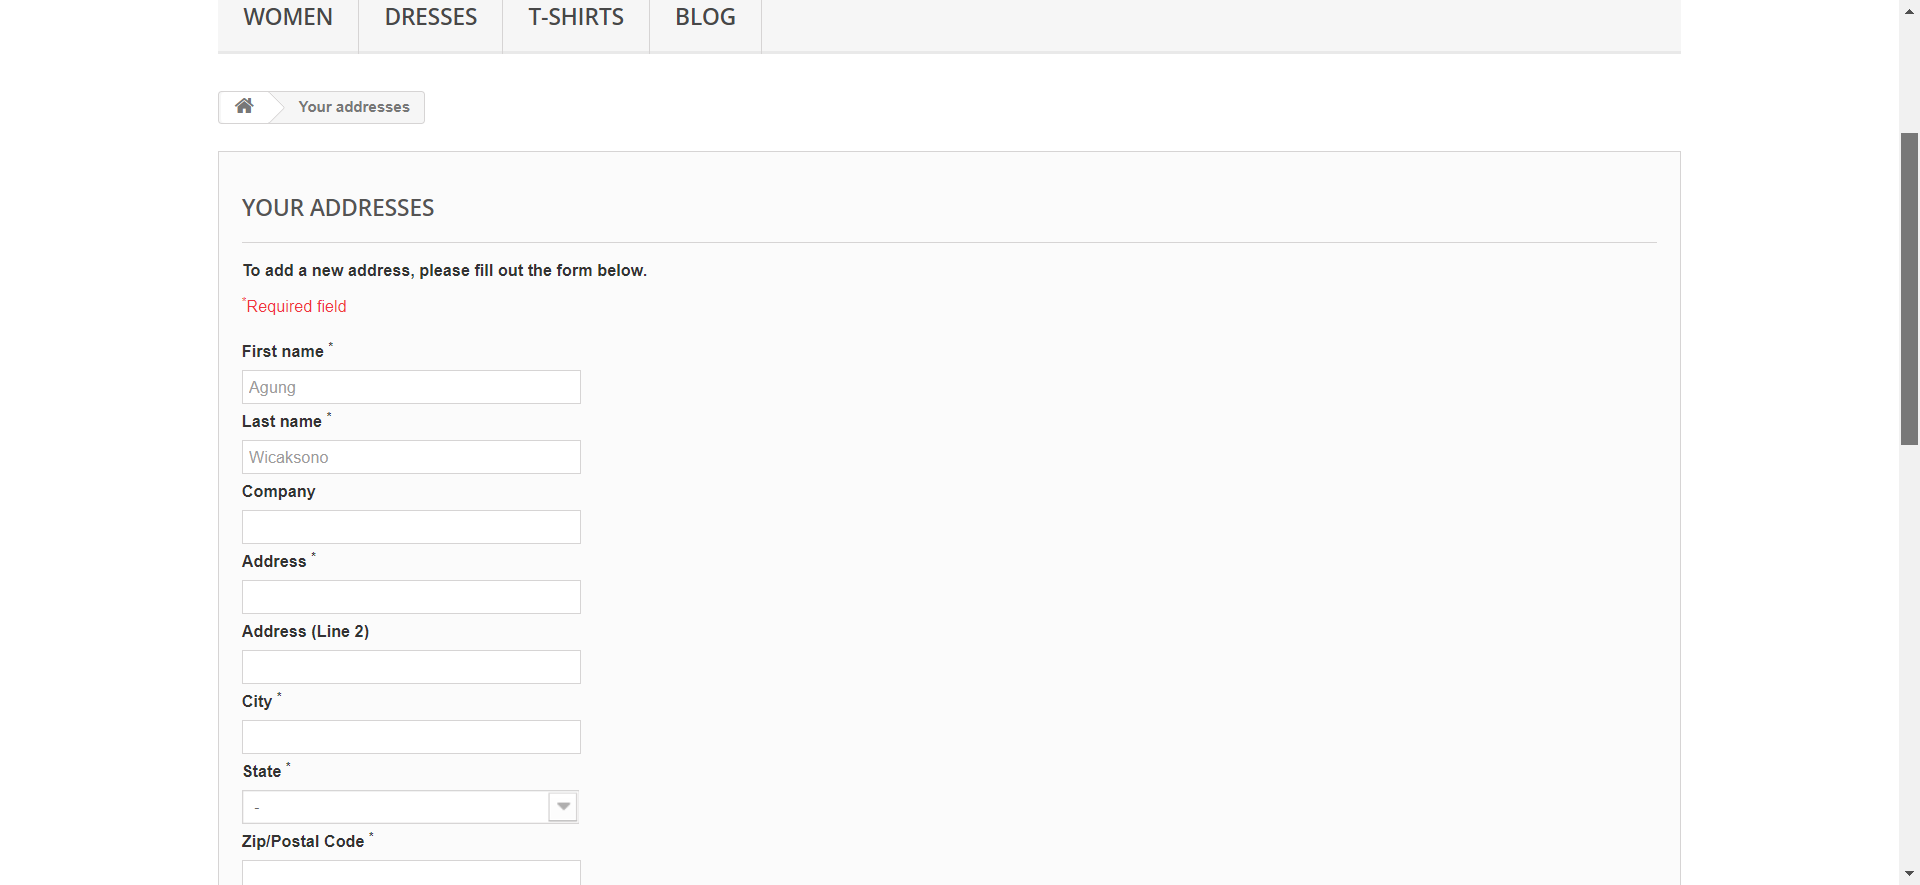 WOMEN DRESSES T-SHIRTS BLOG
Your addresses
YOUR ADDRESSES
To add a new address, please fill out the form below.
*Required field
First name *
Agung
Last name *
Wicaksono
Company
Address *
Address (Line 2)
City *
State *
-
Zip/Postal Code *